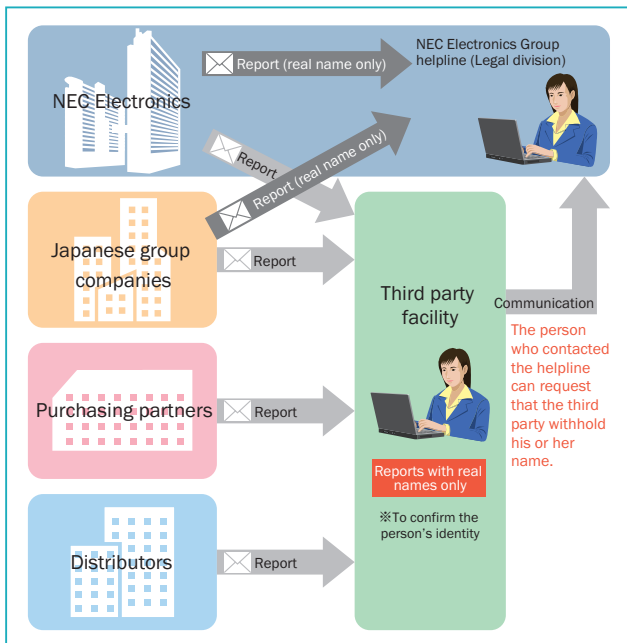 NEC Electronics
Report (real name only)
NEC Electronics Group
helpline (Legal division)
Report
Report (real name only)
Japanese group
companies
Report
Third party
facility
Communication
The person
who contacted
the helpline
can request
that the third
party withhold
his or her
name.
Purchasing partners
Report
Reports with real
names only
※To confirm the
person's identity
Distributors
Report